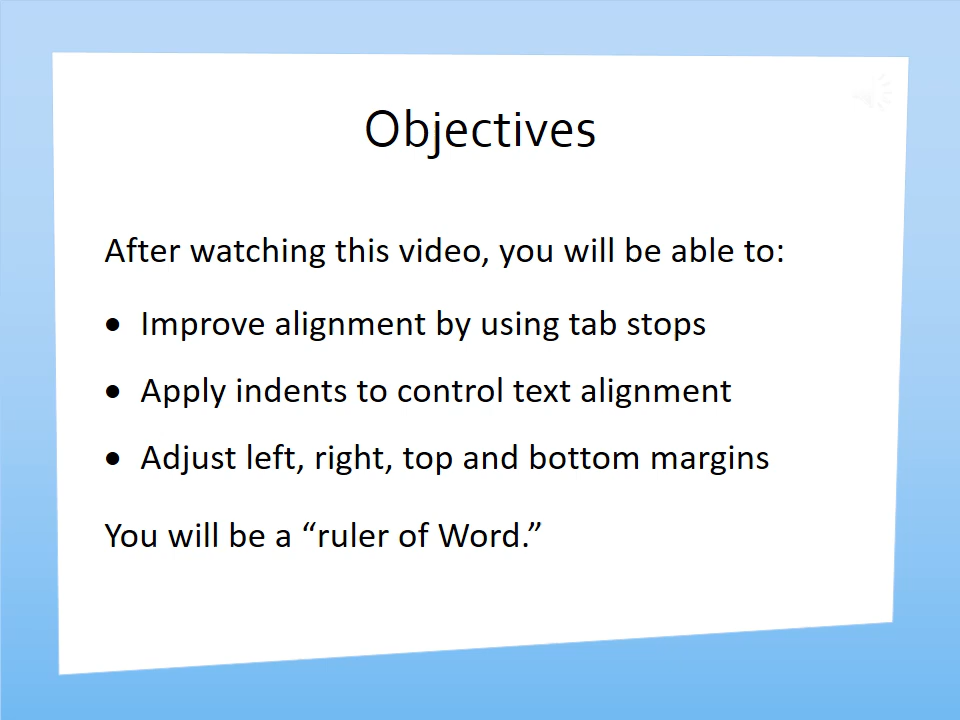 Objectives
After watching this video, you will be able to:
• Improve alignment by using tab stops
• Apply indents to control text alignment
• Adjust left, right, top and bottom margins
You will be a “ruler of Word.”